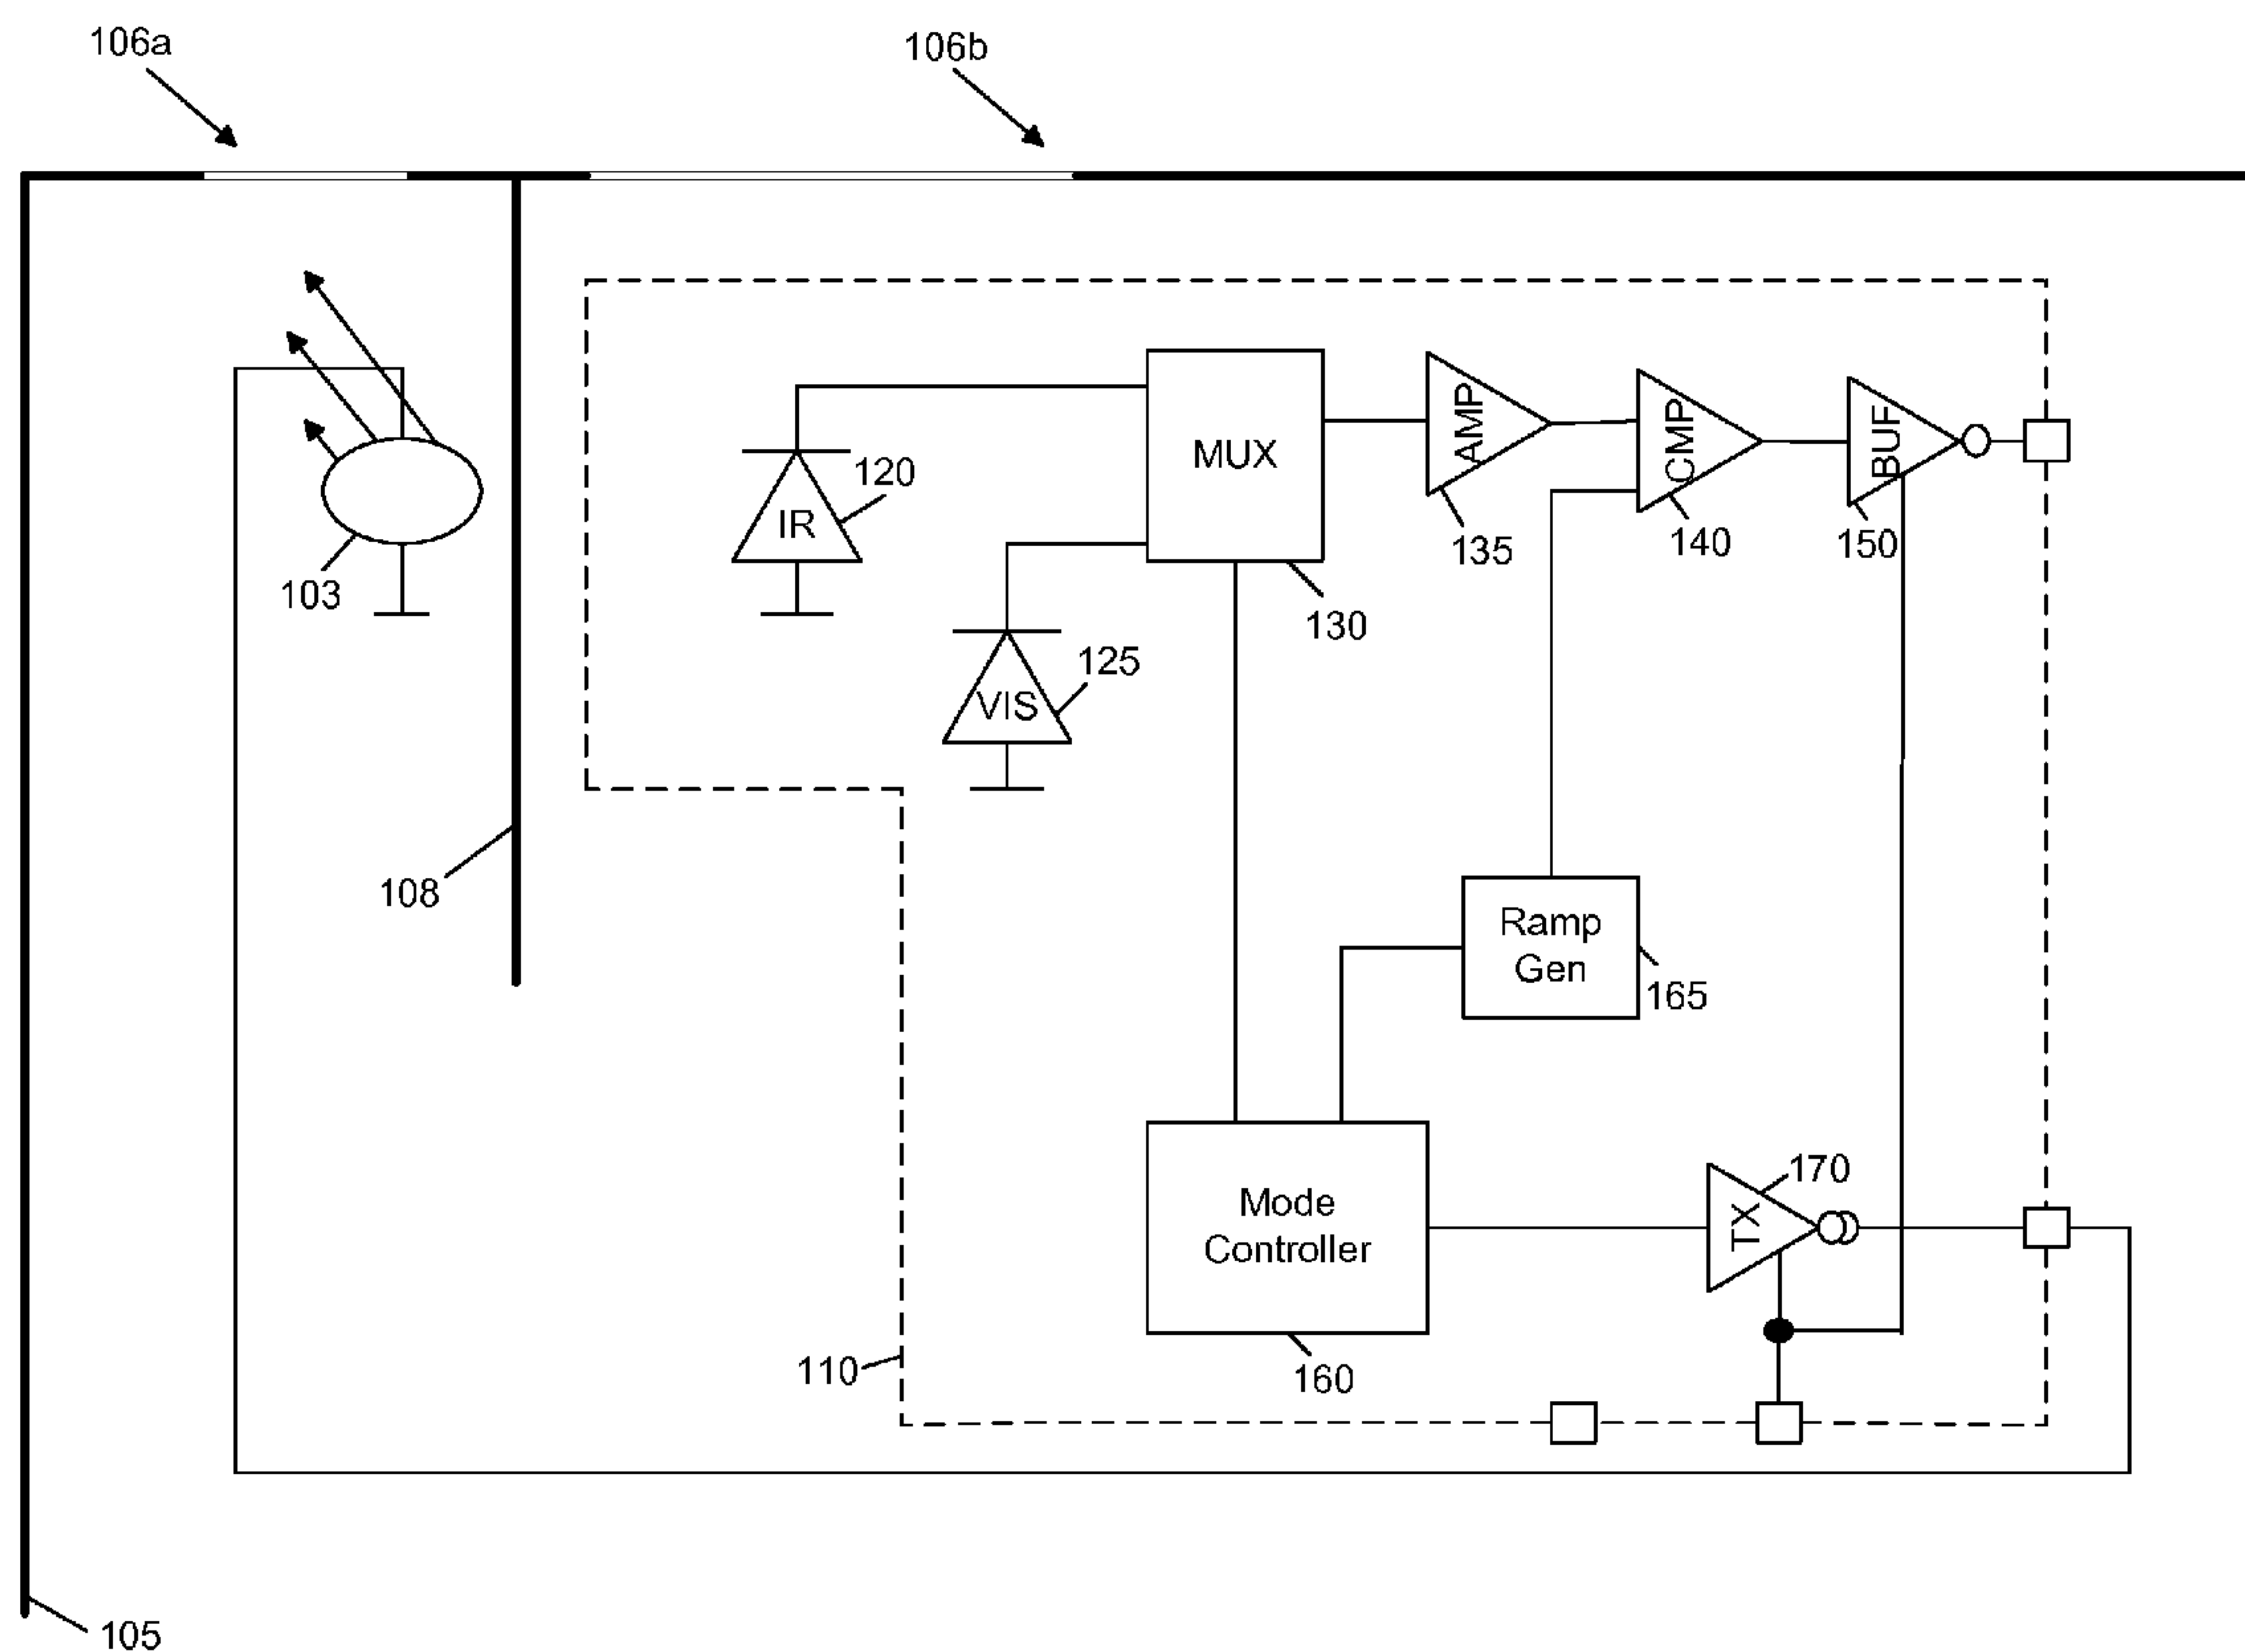 106a
106b
MUX
AMP
CMP
BUF
120
IR
103
135
140
150
130
125
VIS
108
Ramp
Gen
165
170
Mode
Controller
TX
110
160
105